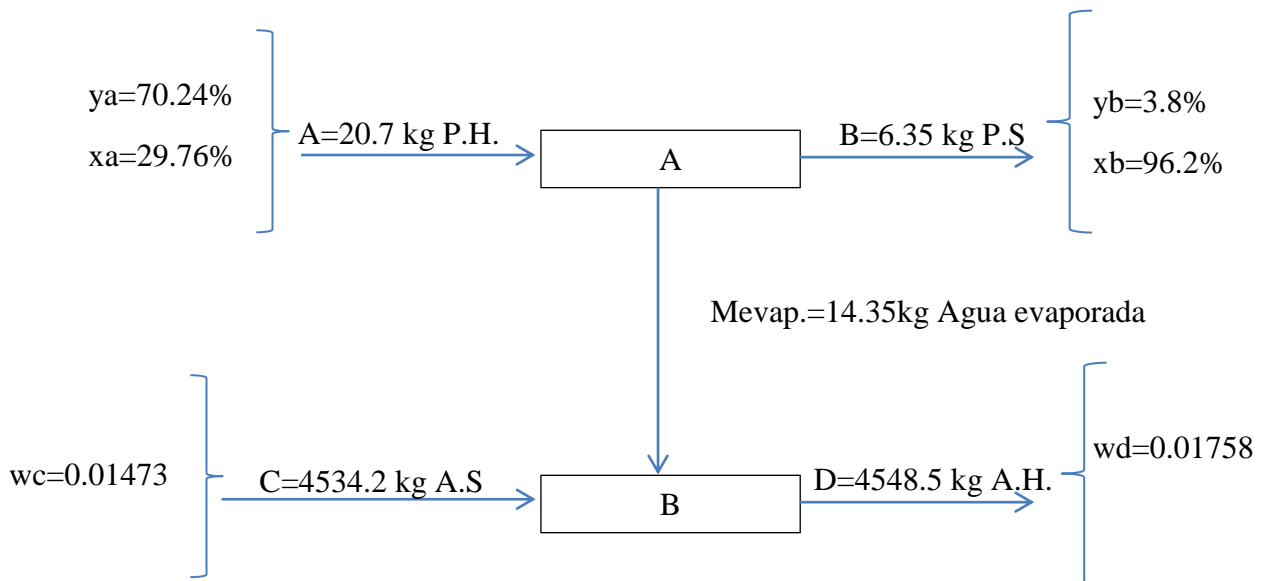 ya=70.24%
xa=29.76%
A=20.7 kg P.H.
A
B=6.35 kg P.S
yb=3.8%
xb=96.2%
Mevap.=14.35kg Agua evaporada
wc=0.01473
C=4534.2 kg A.S
B
D=4548.5 kg A.H.
wd=0.01758